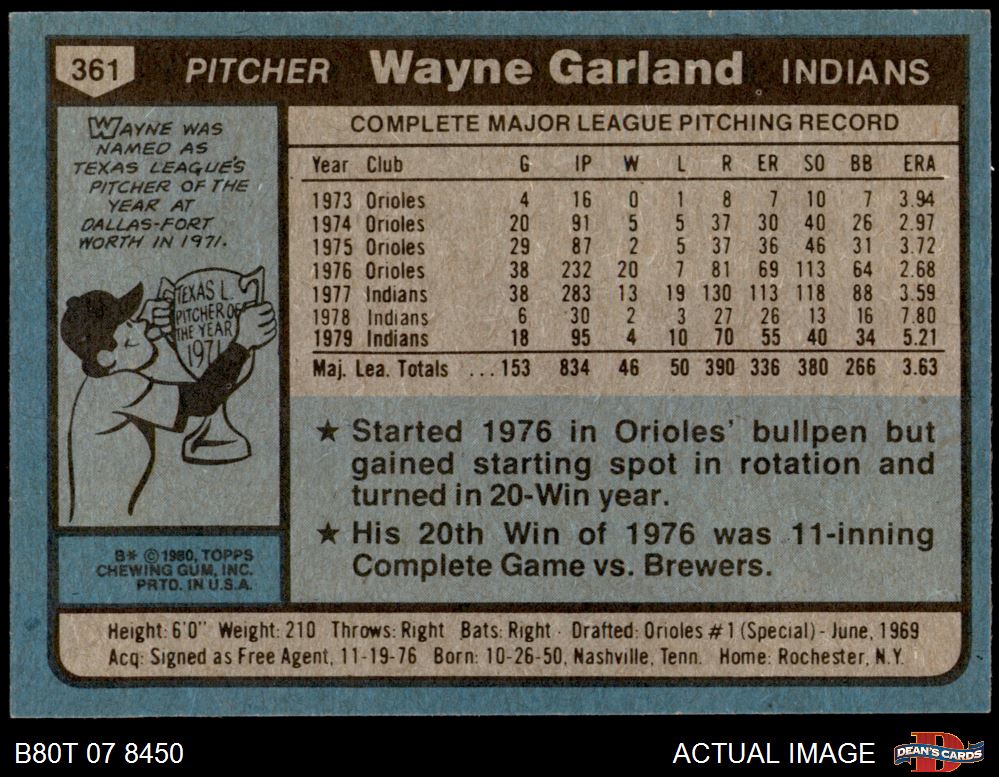 361 PITCHER Wayne Garland INDIANS
WAYNE WAS
NAMED AS
TEXAS LEAGUE'S
PITCHER OF THE
YEAR AT
DALLAS-FORT
WORTH IN 1971.
TEXAS L.
PITCHER OF
THE YEAR
1971
B* © 1980, TOPPS
CHEWING GUM, INC.
PRTD. IN U.S.A.
COMPLETE MAJOR LEAGUE PITCHING RECORD
Year Club G IP W L R ER SO BB ERA
1973 Orioles 4 16 0 1 8 7 10 7 3.94
1974 Orioles 20 91 5 5 37 30 40 26 2.97
1975 Orioles 29 87 2 5 37 36 46 31 3.72
1976 Orioles 38 232 20 7 81 69 113 64 2.68
1977 Indians 38 283 13 19 130 113 118 88 3.59
1978 Indians 6 30 2 3 27 26 13 16 7.80
1979 Indians 18 95 4 10 70 55 40 34 5.21
Maj. Lea. Totals ...153 834 46 50 390 336 380 266 3.63
★ Started 1976 in Orioles' bullpen but
gained starting spot in rotation and
turned in 20-Win year.
★ His 20th Win of 1976 was 11-inning
Complete Game vs. Brewers.
Height: 6'0" Weight: 210 Throws: Right Bats: Right · Drafted: Orioles #1 (Special) - June, 1969
Acq: Signed as Free Agent, 11-19-76 Born: 10-26-50, Nashville, Tenn. Home: Rochester, N.Y.
B80T 07 8450 ACTUAL IMAGE DEAN'S CARDS